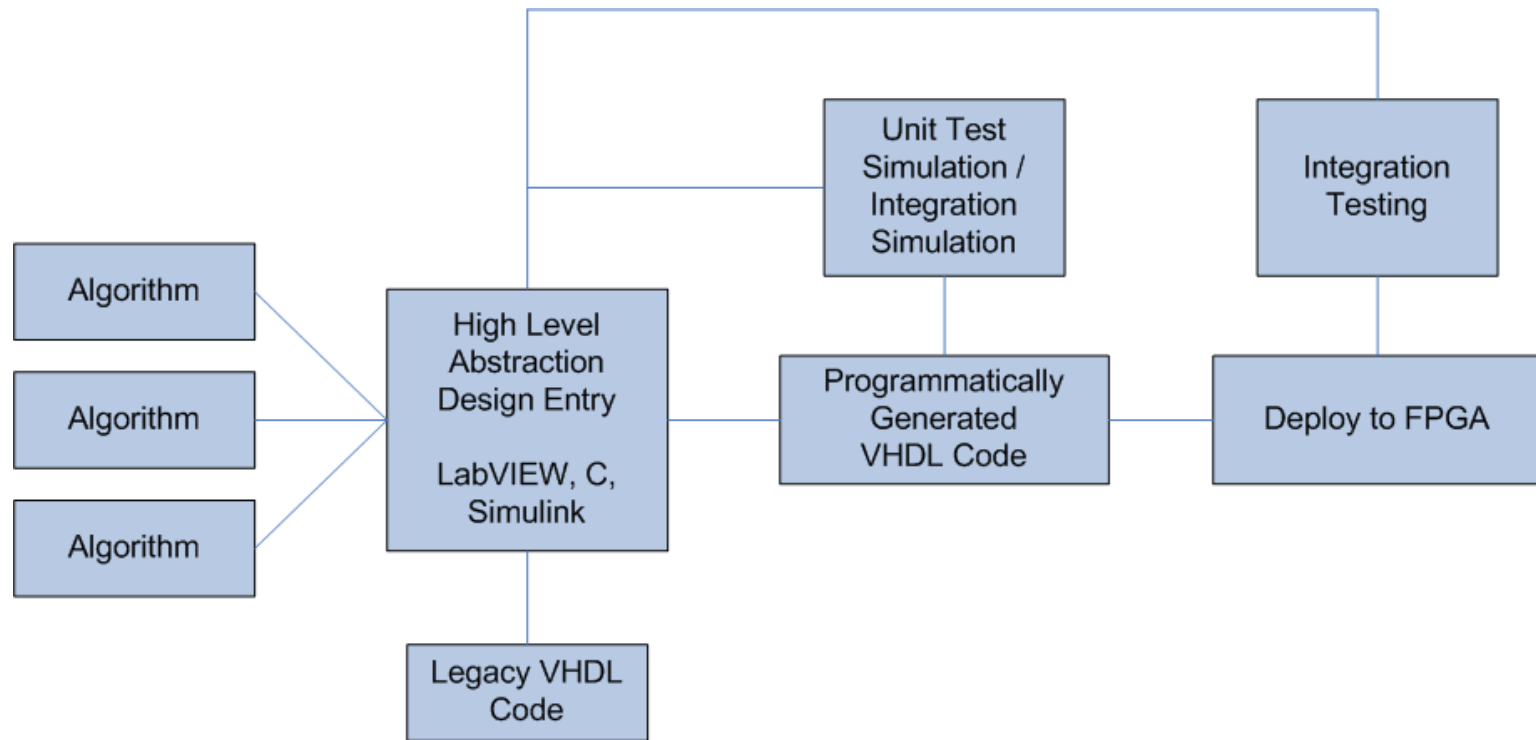 Unit Test
Simulation /
Integration
Simulation
Integration
Testing
Algorithm
Algorithm
Algorithm
High Level
Abstraction
Design Entry
LabVIEW, C,
Simulink
Programmatically
Generated
VHDL Code
Deploy to FPGA
Legacy VHDL
Code